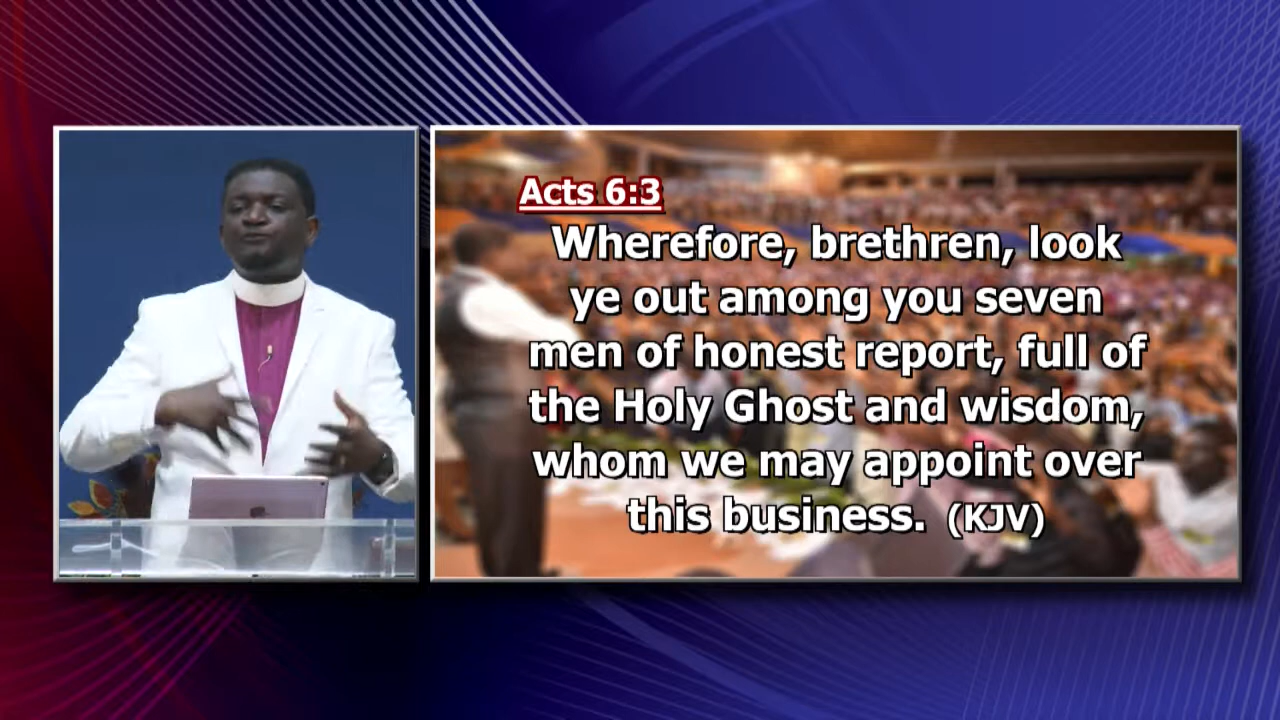 Acts 6:3
Wherefore, brethren, look
ye out among you seven
men of honest report, full of
the Holy Ghost and wisdom,
whom we may appoint over
this business. (KJV)